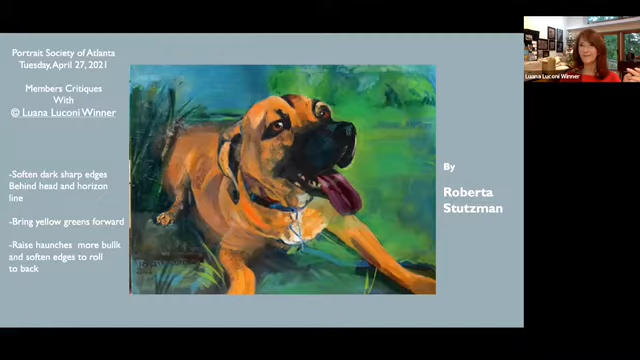 Portrait Society of Atlanta
Tuesday, April 27, 2021
Members Critiques
With
© Luana Luconi Winner
-Soften dark sharp edges
Behind head and horizon
line
-Bring yellow greens forward
-Raise haunches more bullk
and soften edges to roll
to back
By
Roberta
Stutzman
Luana Luconi Winner